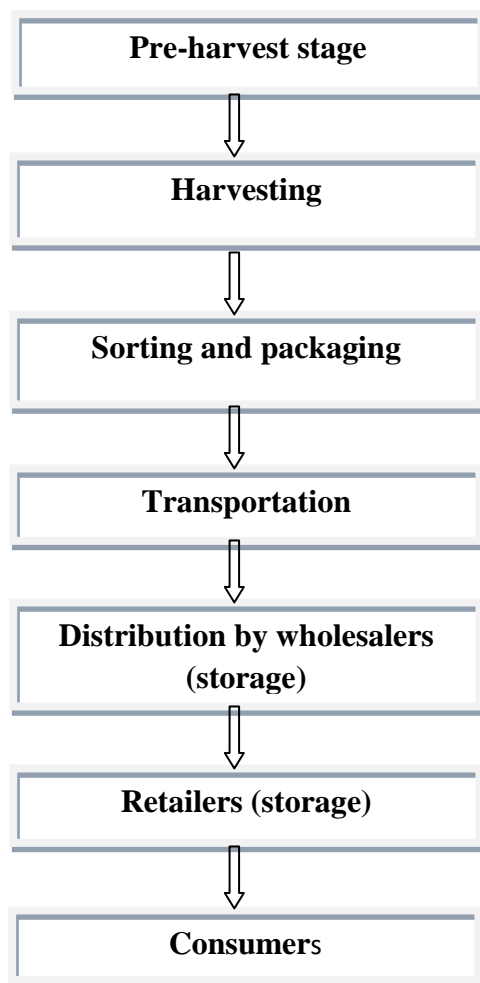 Pre-harvest stage
Harvesting
Sorting and packaging
Transportation
Distribution by wholesalers
(storage)
Retailers (storage)
Consumers